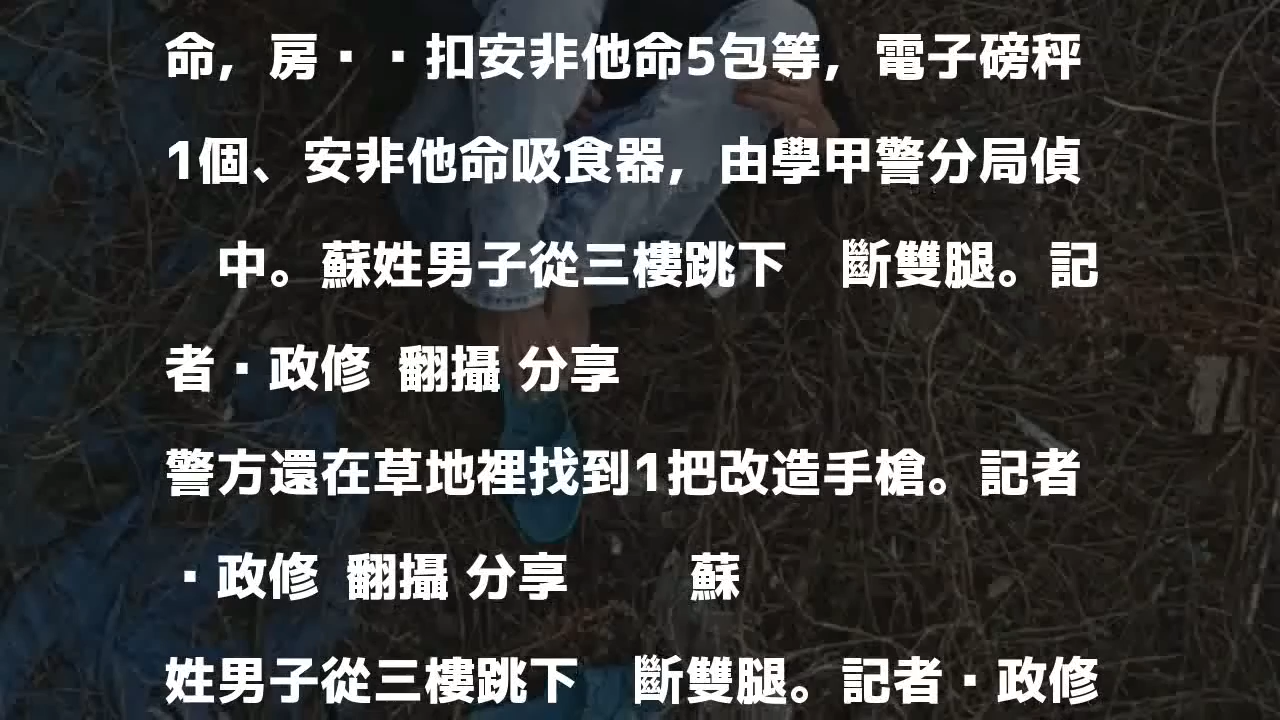 命，房··扣安非他命5包等，電子磅秤
1個、安非他命吸食器，由學甲警分局偵
中。蘇姓男子從三樓跳下　斷雙腿。記
者·政修 翻攝 分享
警方還在草地裡找到1把改造手槍。記者
·政修 翻攝 分享　　蘇
姓男子從三樓跳下　斷雙腿。記者·政修